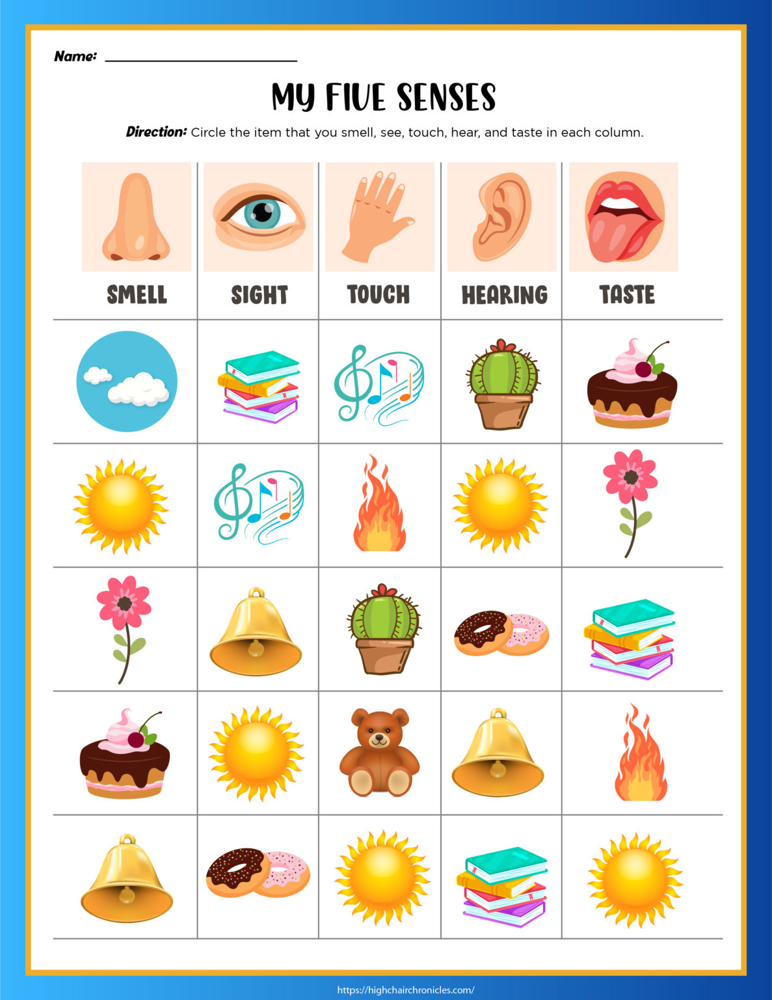 Name:
MY FIVE SENSES
Direction: Circle the item that you smell, see, touch, hear, and taste in each column.
SMELL SIGHT TOUCH HEARING TASTE
https://highchairchronicles.com/